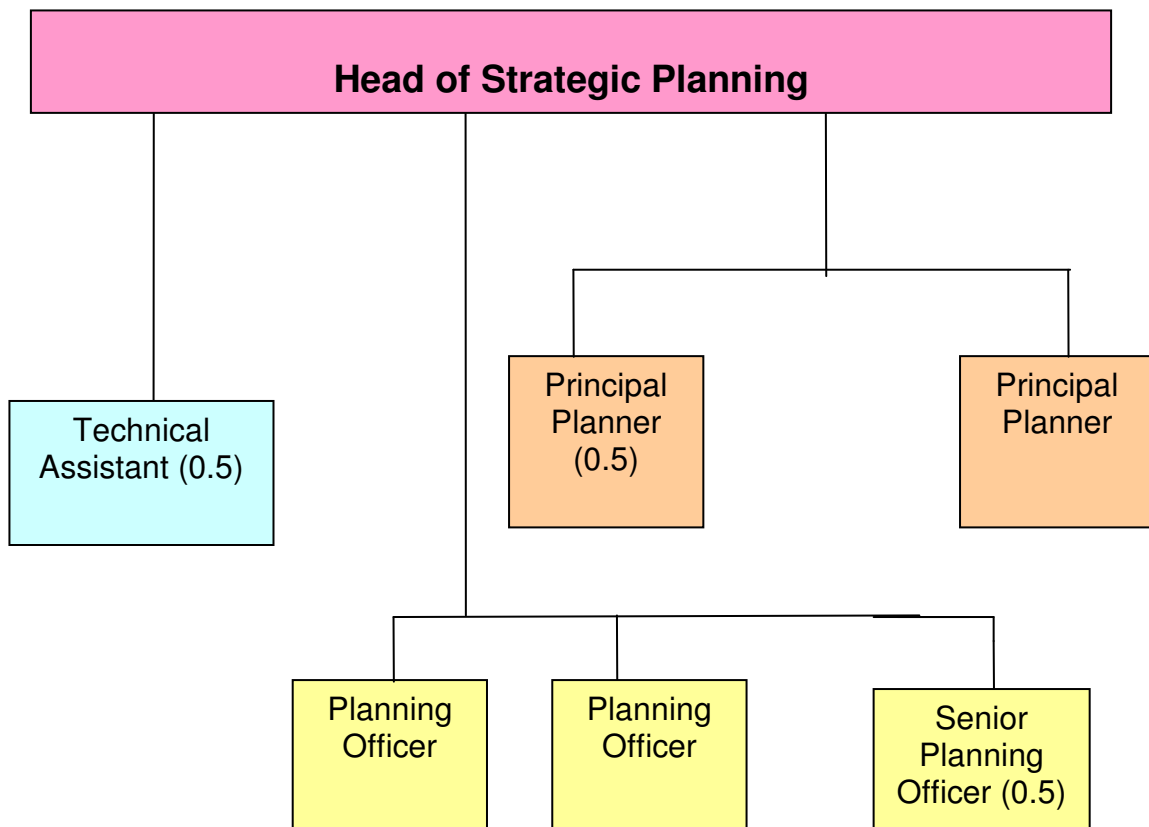 Head of Strategic Planning
Technical
Assistant (0.5)
Principal
Planner
(0.5)
Principal
Planner
Planning
Officer
Planning
Officer
Senior
Planning
Officer (0.5)